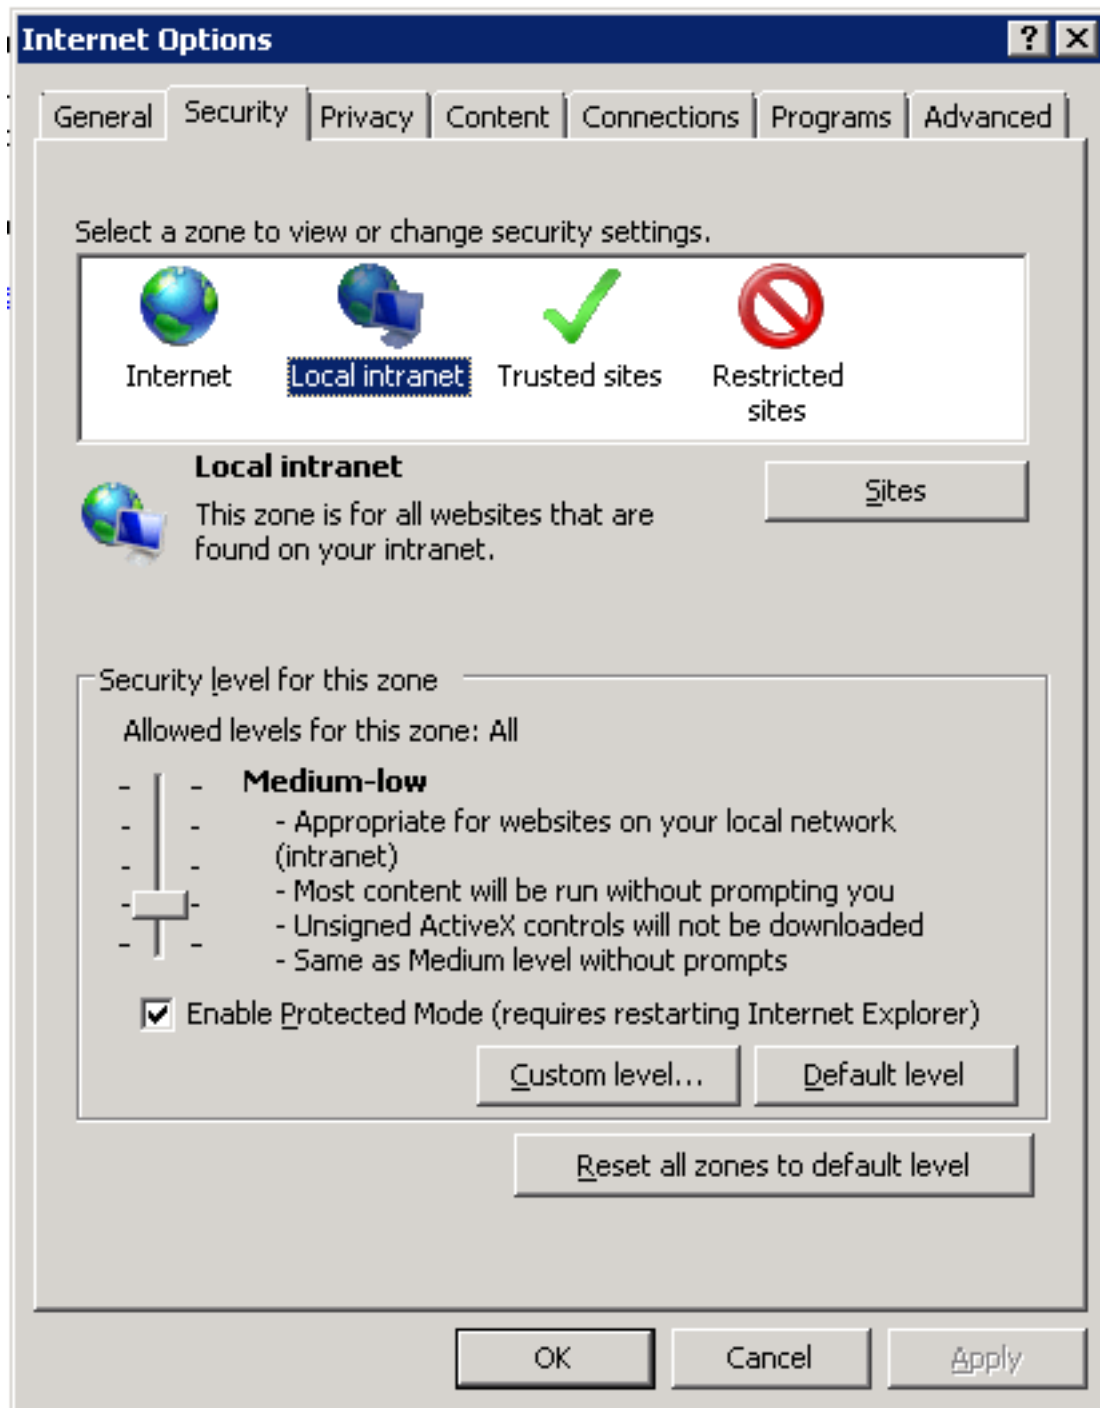 Internet Options
General Security Privacy Content Connections Programs Advanced
Select a zone to view or change security settings.
Internet Local intranet Trusted sites Restricted
sites
Local intranet
Sites
This zone is for all websites that are
found on your intranet.
Security level for this zone
Allowed levels for this zone: All
Medium-low
- Appropriate for websites on your local network
(intranet)
- Most content will be run without prompting you
- Unsigned ActiveX controls will not be downloaded
- Same as Medium level without prompts
Enable Protected Mode (requires restarting Internet Explorer)
Custom level... Default level
Reset all zones to default level
OK Cancel Apply